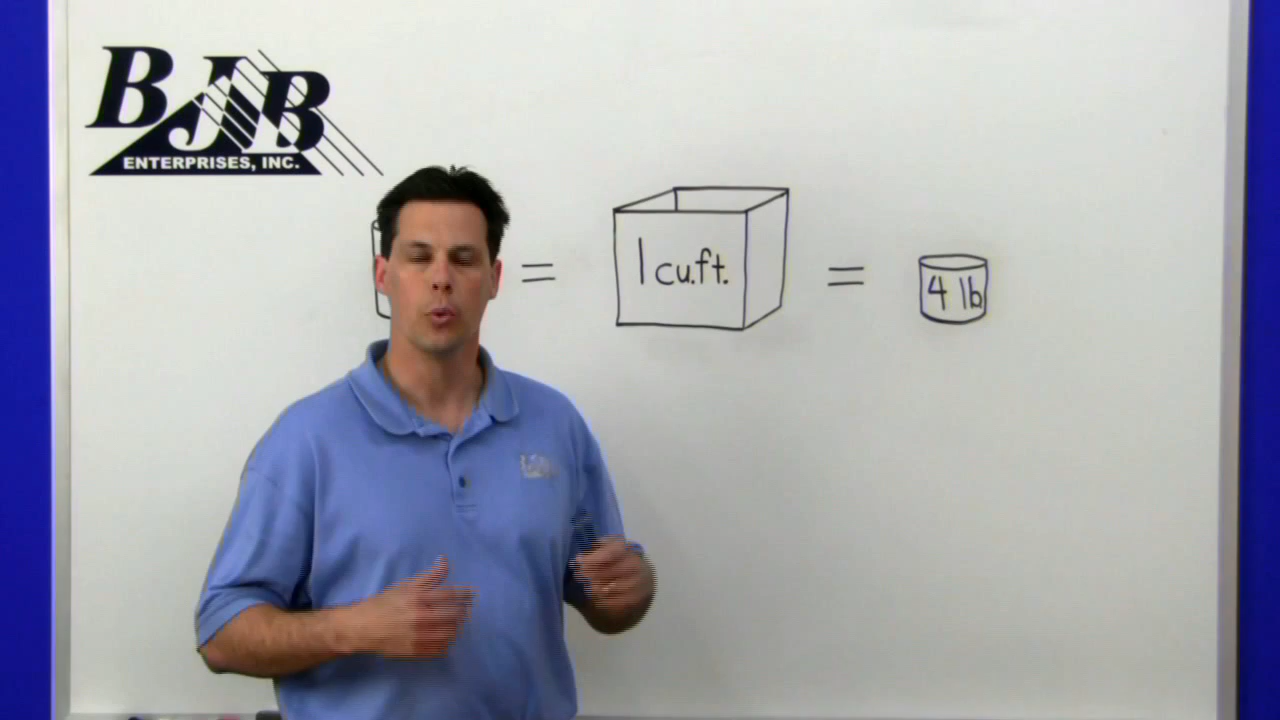 BJB
ENTERPRISES, INC.
= 1 cu.ft. = 4 lb